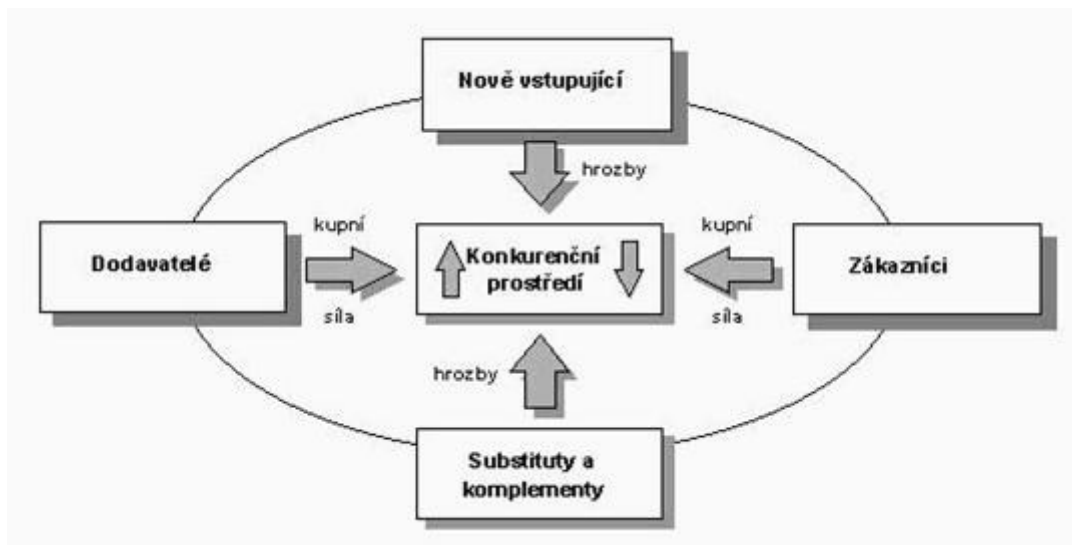 Nově vstupující
hrozby
kupní
Dodavatelé
síla
Konkurenční
prostředí
kupní
Zákazníci
síla
hrozby
Substituty a
komplementy